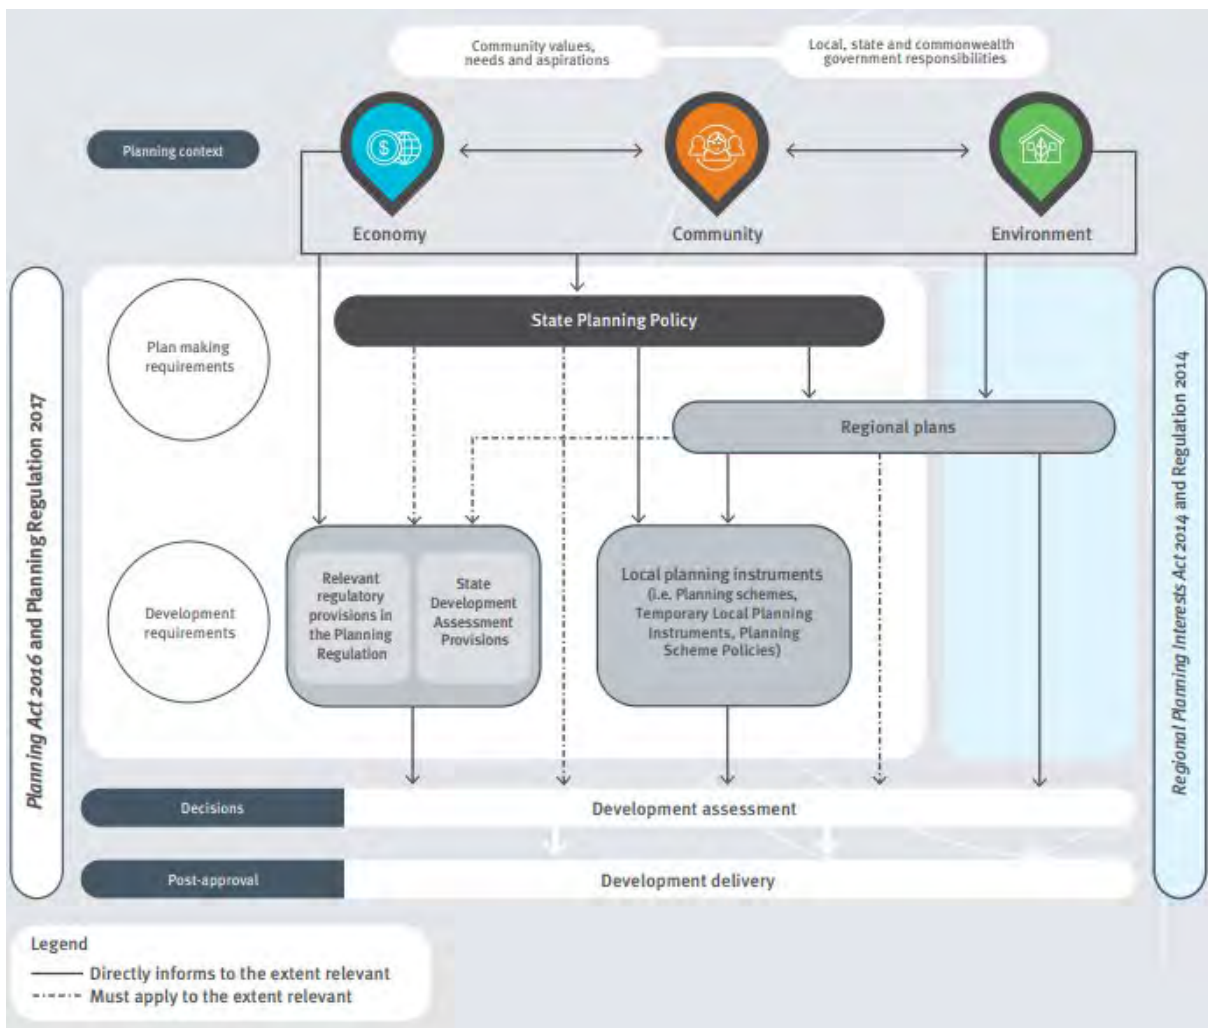 Community values,
needs and aspirations
Local, state and commonwealth
government responsibilities
Planning context
$
Economy
Community
Environment
Planning Act 2016 and Planning Regulation 2017
Plan making
requirements
State Planning Policy
Regional plans
Regional Planning Interests Act 2014 and Regulation 2014
Development
requirements
Relevant
regulatory
provisions in
the Planning
Regulation
State
Development
Assessment
Provisions
Local planning instruments
(i.e. Planning schemes,
Temporary Local Planning
Instruments, Planning
Scheme Policies)
Decisions
Development assessment
Post-approval
Development delivery
Legend
Directly informs to the extent relevant
Must apply to the extent relevant